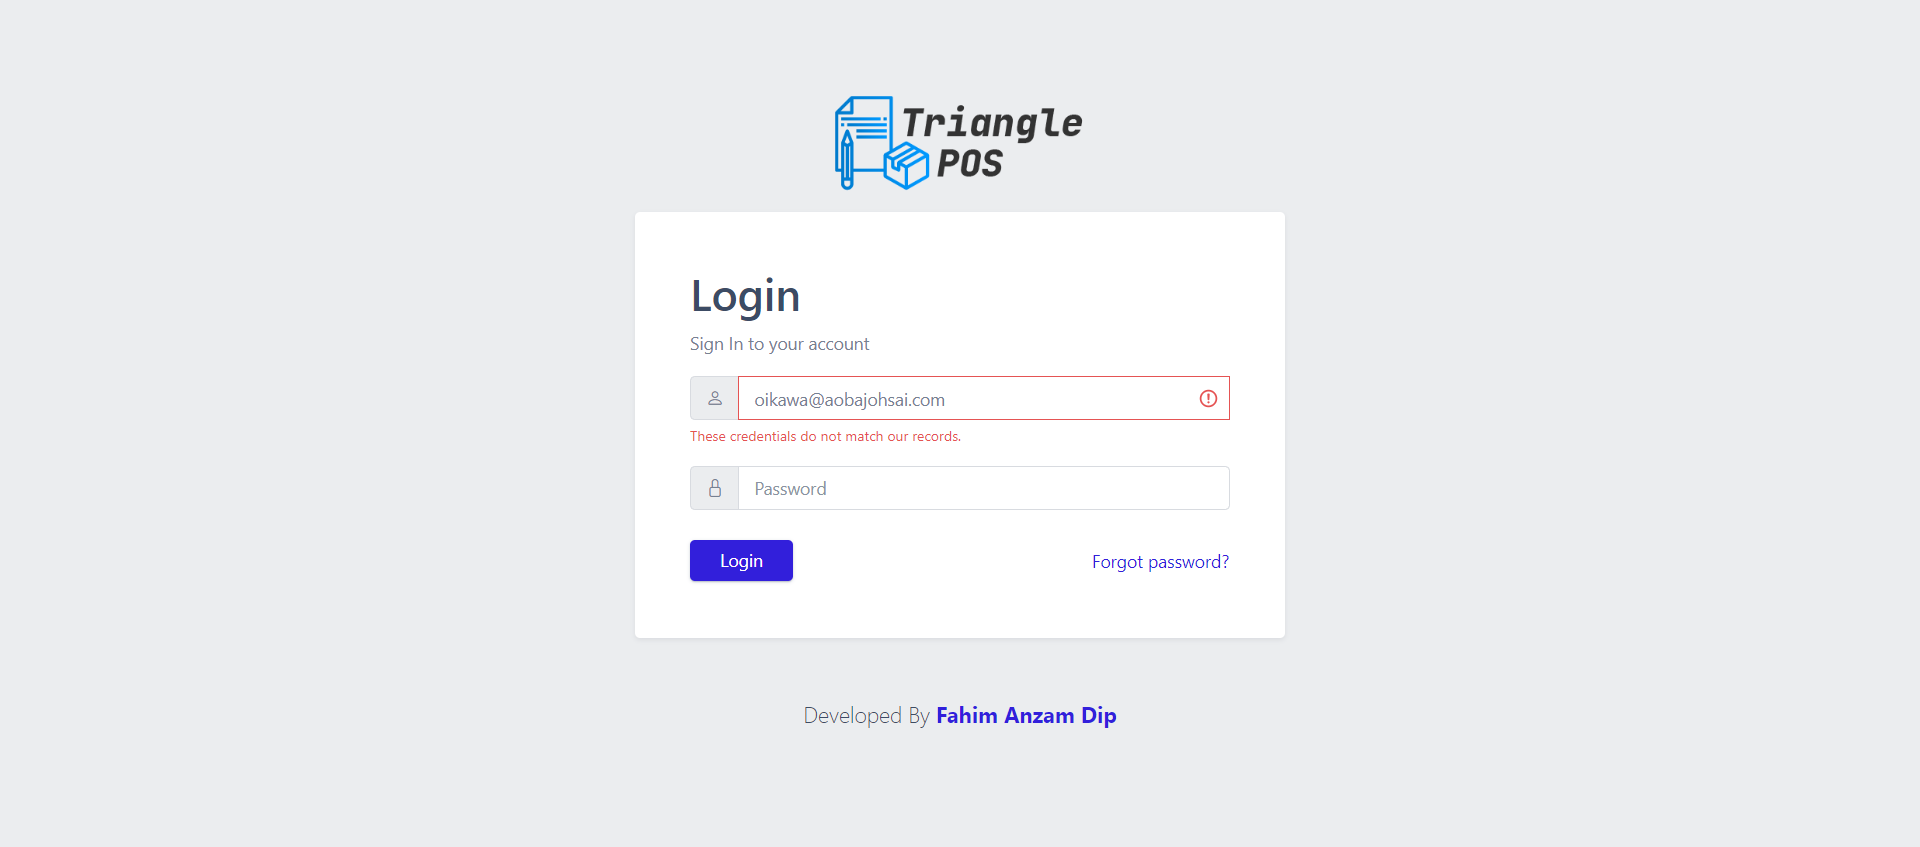 Triangle
POS
Login
Sign In to your account
oikawa@aobajohsai.com
These credentials do not match our records.
Password
Login
Forgot password?
Developed By Fahim Anzam Dip